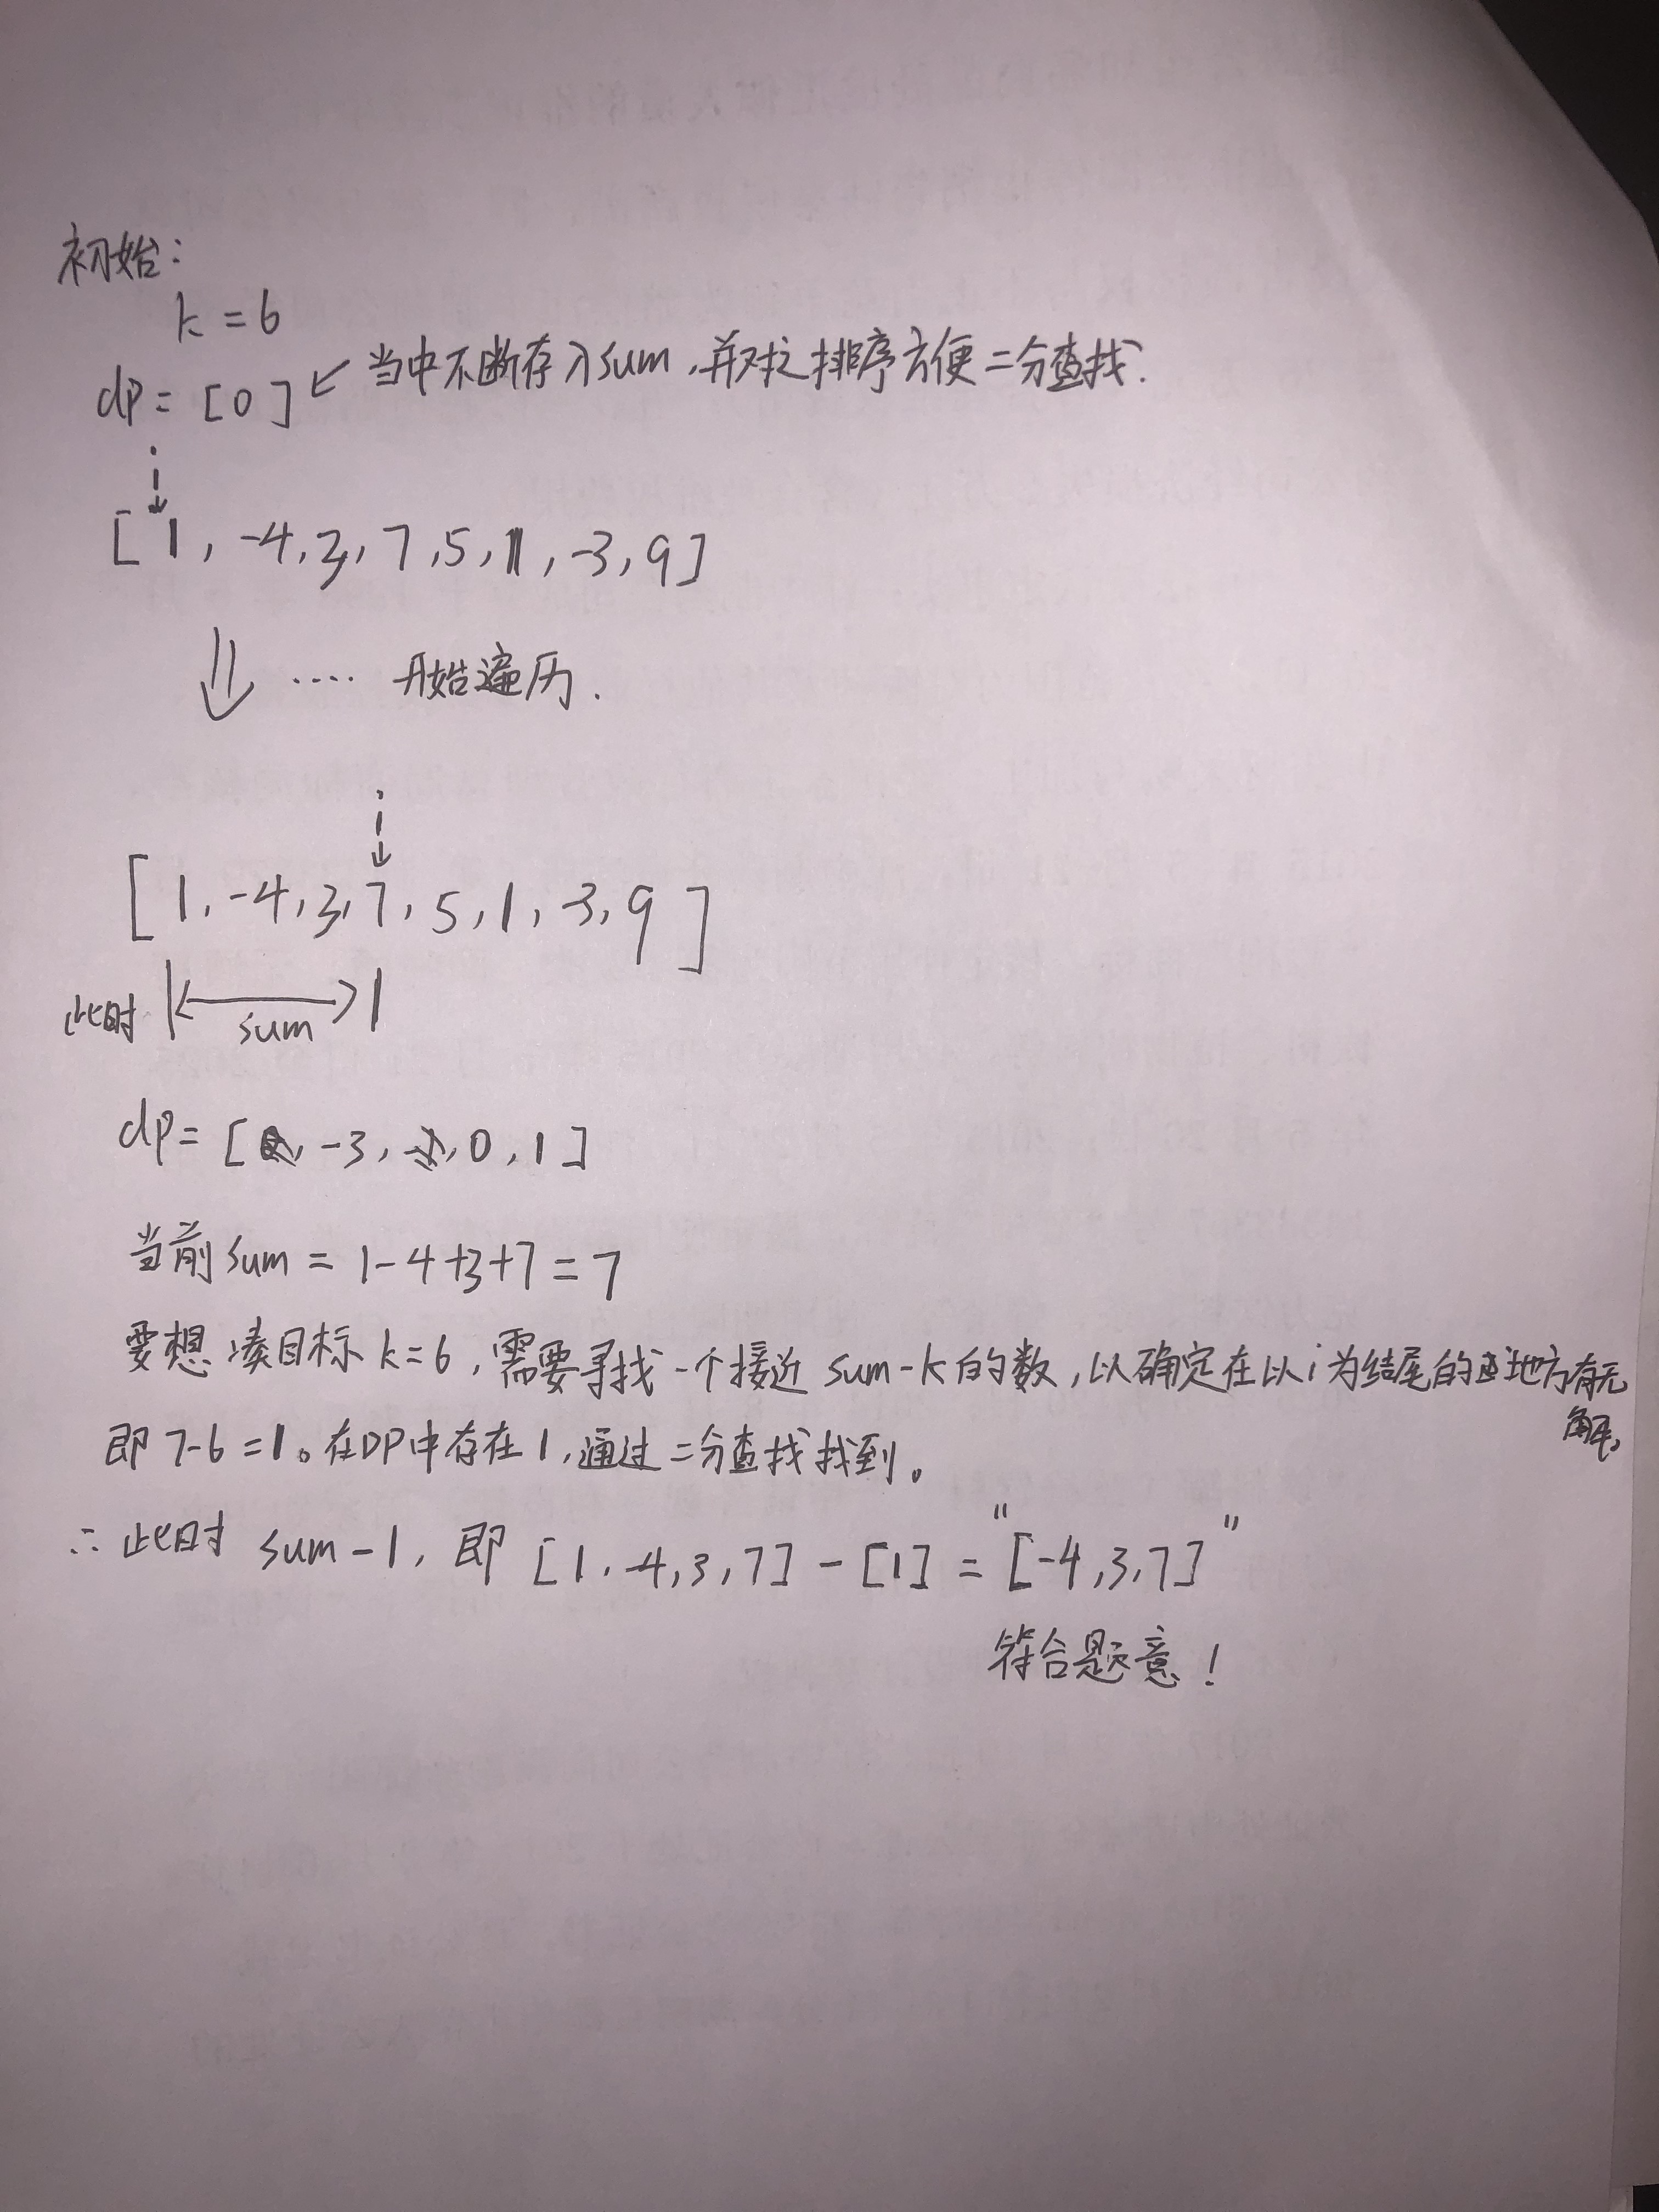 初始：
k = 6
dp = [0] ← 当中不断存入sum，并对之排序方便二分查找.
i
[1, -4, 3, 7, 5, 1, -3, 9]
⇓ .... 开始遍历.
i
[1, -4, 3, 7, 5, 1, -3, 9]
此时 |←→| sum
dp = [-3, 0, 1]
当前 sum = 1-4+3+7 = 7
要想凑目标 k=6，需要寻找一个接近 sum-k 的数，以确定在以 i 为结尾的地方有无解。
即 7-6=1。在DP中存在1，通过二分查找找到。
∴ 此时 sum-1，即 [1, -4, 3, 7] - [1] = "[-4, 3, 7]"
符合题意！